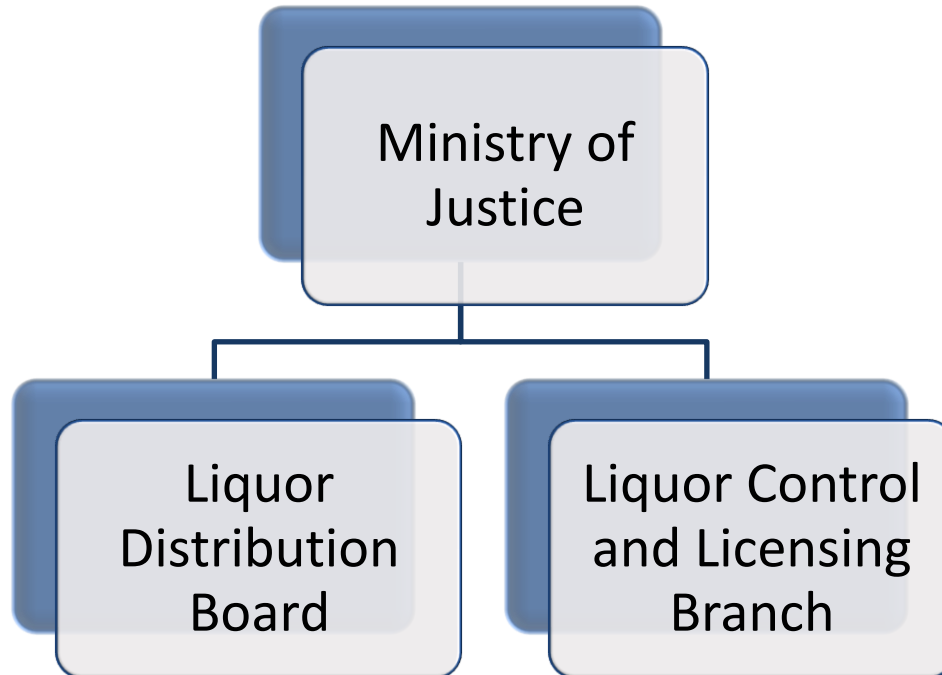 Ministry of
Justice
Liquor
Distribution
Board
Liquor Control
and Licensing
Branch